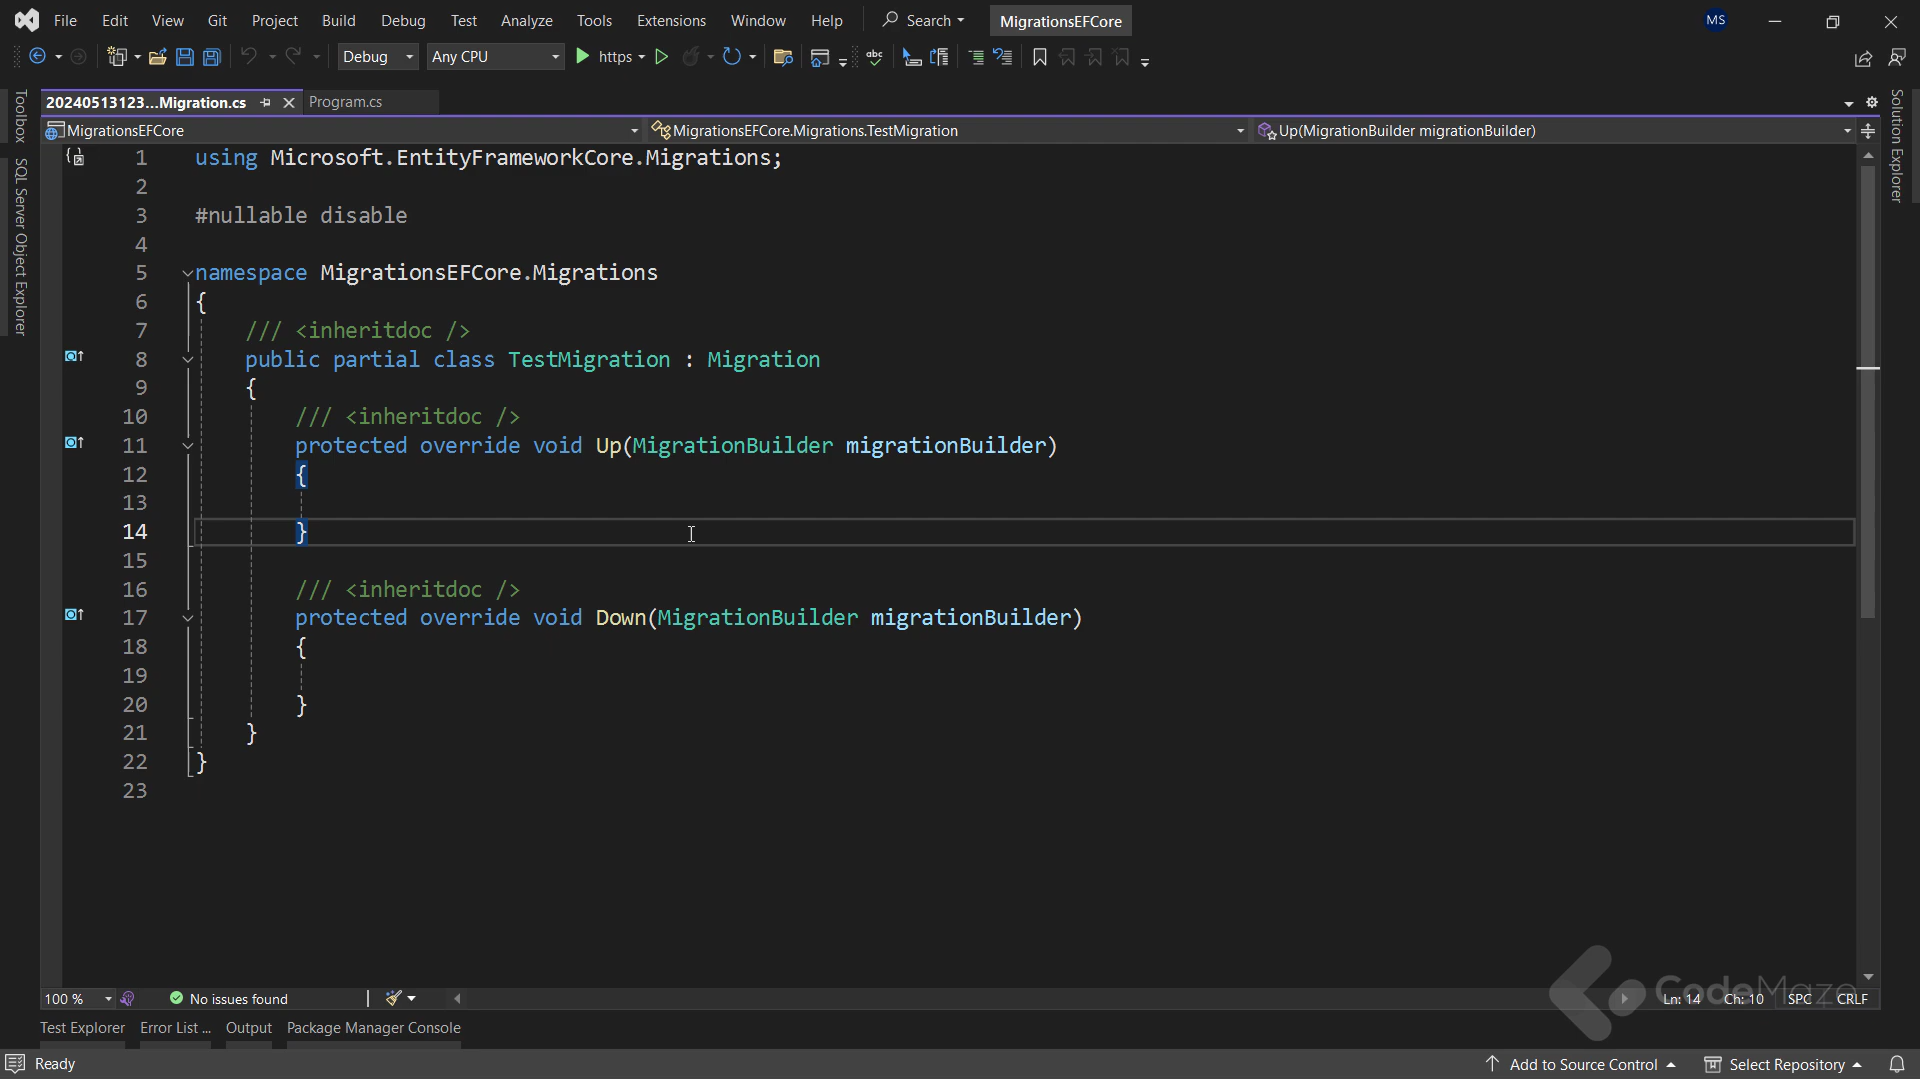 File Edit View Git Project Build Debug Test Analyze Tools Extensions Window Help Search MigrationsEFCore MS
Debug Any CPU https abc
20240513123...Migration.cs Program.cs
MigrationsEFCore MigrationsEFCore.Migrations.TestMigration Up(MigrationBuilder migrationBuilder)
Toolbox
SQL Server Object Explorer
Solution Explorer
1 using Microsoft.EntityFrameworkCore.Migrations;
2
3 #nullable disable
4
5 namespace MigrationsEFCore.Migrations
6 {
7 /// <inheritdoc />
8 public partial class TestMigration : Migration
9 {
10 /// <inheritdoc />
11 protected override void Up(MigrationBuilder migrationBuilder)
12 {
13
14 }
15
16 /// <inheritdoc />
17 protected override void Down(MigrationBuilder migrationBuilder)
18 {
19
20 }
21 }
22 }
23
CodeMaze
100 % No issues found Ln: 14 Ch: 10 SPC CRLF
Test Explorer Error List ... Output Package Manager Console
Ready Add to Source Control Select Repository